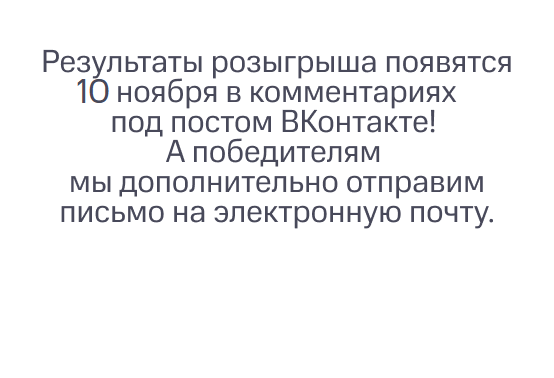 Результаты розыгрыша появятся
10 ноября в комментариях
под постом ВКонтакте!
А победителям
мы дополнительно отправим
письмо на электронную почту.